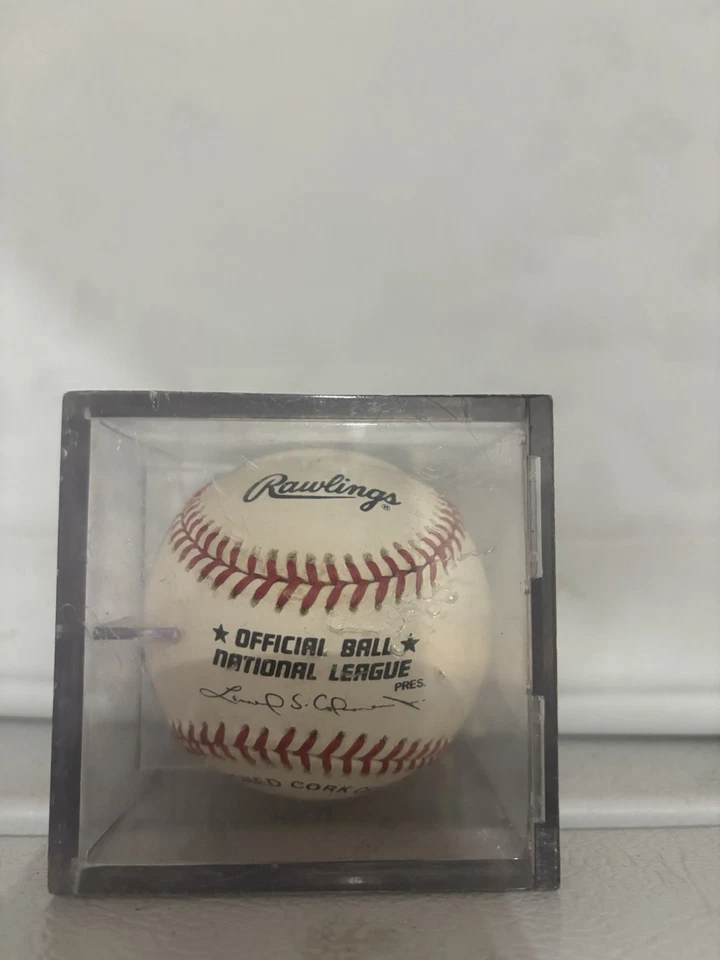 Rawlings®
★ OFFICIAL BALL ★
NATIONAL LEAGUE
PRES.
CORK